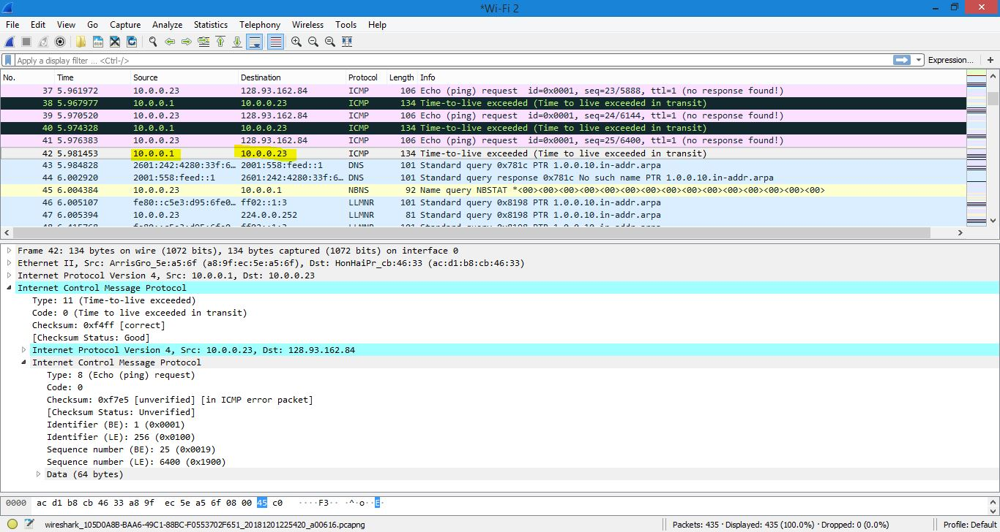 *Wi-Fi 2
File Edit View Go Capture Analyze Statistics Telephony Wireless Tools Help
Apply a display filter ... <Ctrl-/> Expression... +
No. Time Source Destination Protocol Length Info
37 5.961972 10.0.0.23 128.93.162.84 ICMP 106 Echo (ping) request id=0x0001, seq=23/5888, ttl=1 (no response found!)
38 5.967977 10.0.0.1 10.0.0.23 ICMP 134 Time-to-live exceeded (Time to live exceeded in transit)
39 5.970520 10.0.0.23 128.93.162.84 ICMP 106 Echo (ping) request id=0x0001, seq=24/6144, ttl=1 (no response found!)
40 5.974328 10.0.0.1 10.0.0.23 ICMP 134 Time-to-live exceeded (Time to live exceeded in transit)
41 5.976383 10.0.0.23 128.93.162.84 ICMP 106 Echo (ping) request id=0x0001, seq=25/6400, ttl=1 (no response found!)
42 5.981453 10.0.0.1 10.0.0.23 ICMP 134 Time-to-live exceeded (Time to live exceeded in transit)
43 5.984828 2601:242:4280:33f:6… 2001:558:feed::1 DNS 101 Standard query 0x781c PTR 1.0.0.10.in-addr.arpa
44 6.002920 2001:558:feed::1 2601:242:4280:33f:6… DNS 101 Standard query response 0x781c No such name PTR 1.0.0.10.in-addr.arpa
45 6.004384 10.0.0.23 10.0.0.1 NBNS 92 Name query NBSTAT *<00><00><00><00><00><00><00><00><00><00><00><00><00><00><00>
46 6.005107 fe80::c5e3:d95:6fe0… ff02::1:3 LLMNR 101 Standard query 0x8198 PTR 1.0.0.10.in-addr.arpa
47 6.005394 10.0.0.23 224.0.0.252 LLMNR 81 Standard query 0x8198 PTR 1.0.0.10.in-addr.arpa
Frame 42: 134 bytes on wire (1072 bits), 134 bytes captured (1072 bits) on interface 0
Ethernet II, Src: ArrisGro_5e:a5:6f (a8:9f:ec:5e:a5:6f), Dst: HonHaiPr_cb:46:33 (ac:d1:b8:cb:46:33)
Internet Protocol Version 4, Src: 10.0.0.1, Dst: 10.0.0.23
Internet Control Message Protocol
Type: 11 (Time-to-live exceeded)
Code: 0 (Time to live exceeded in transit)
Checksum: 0xf4ff [correct]
[Checksum Status: Good]
Internet Protocol Version 4, Src: 10.0.0.23, Dst: 128.93.162.84
Internet Control Message Protocol
Type: 8 (Echo (ping) request)
Code: 0
Checksum: 0xf7e5 [unverified] [in ICMP error packet]
[Checksum Status: Unverified]
Identifier (BE): 1 (0x0001)
Identifier (LE): 256 (0x0100)
Sequence number (BE): 25 (0x0019)
Sequence number (LE): 6400 (0x1900)
Data (64 bytes)
0000 ac d1 b8 cb 46 33 a8 9f ec 5e a5 6f 08 00 45 c0 ····F3·· ·^·o··E·
wireshark_105D0A8B-BAA6-49C1-88BC-F0553702F651_20181201225420_a00616.pcapng Packets: 435 · Displayed: 435 (100.0%) · Dropped: 0 (0.0%) Profile: Default